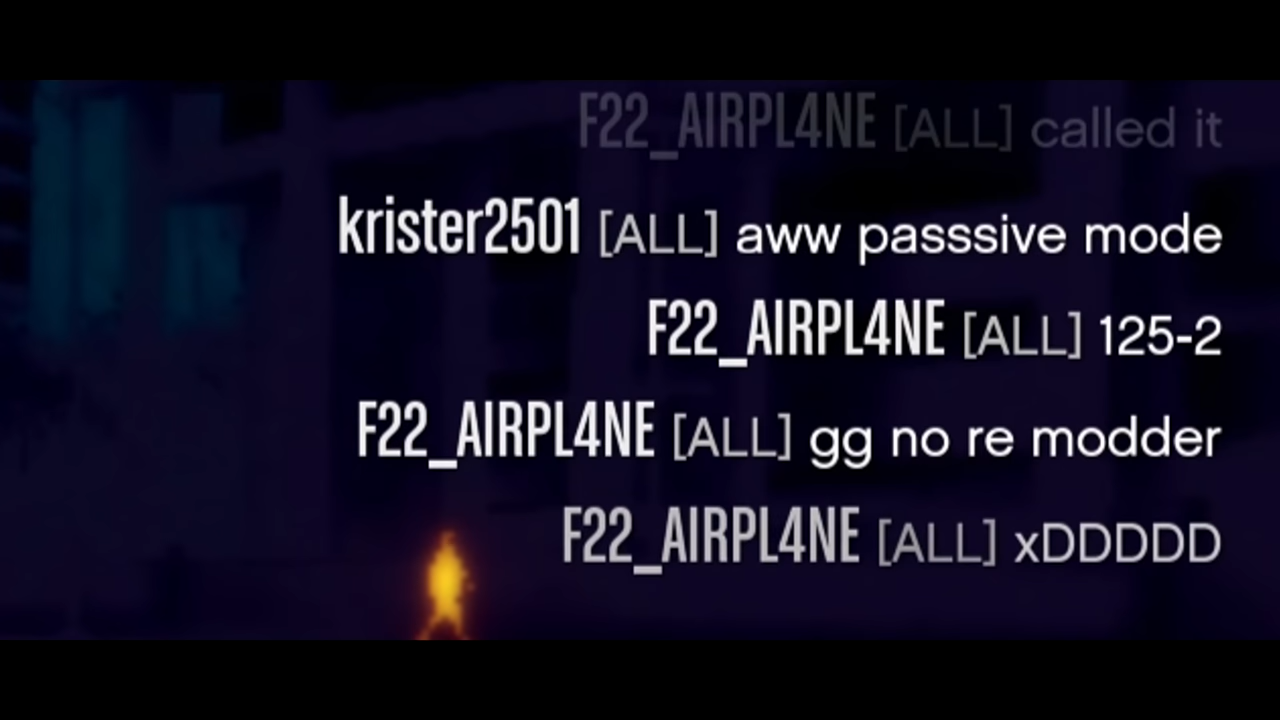 F22_AIRPL4NE [ALL] called it
krister2501 [ALL] aww passsive mode
F22_AIRPL4NE [ALL] 125-2
F22_AIRPL4NE [ALL] gg no re modder
F22_AIRPL4NE [ALL] xDDDDD